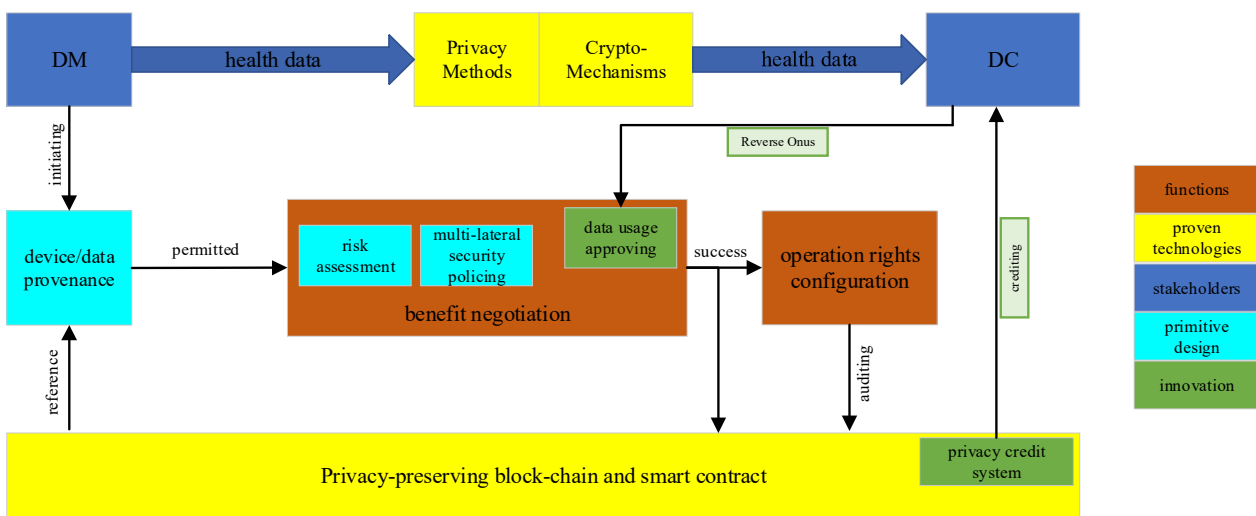 DM
health data
Privacy
Methods
Crypto-
Mechanisms
health data
DC
Reverse Onus
initiating
crediting
functions
proven
technologies
stakeholders
primitive
design
innovation
device/data
provenance
permitted
risk
assessment
multi-lateral
security
policing
data usage
approving
benefit negotiation
success
operation rights
configuration
reference
auditing
Privacy-preserving block-chain and smart contract
privacy credit
system